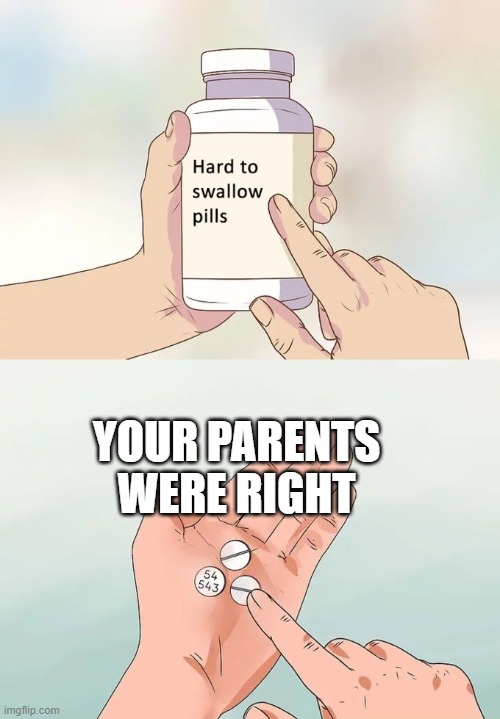 Hard to
swallow
pills
YOUR PARENTS
WERE RIGHT
54
543
imgflip.com